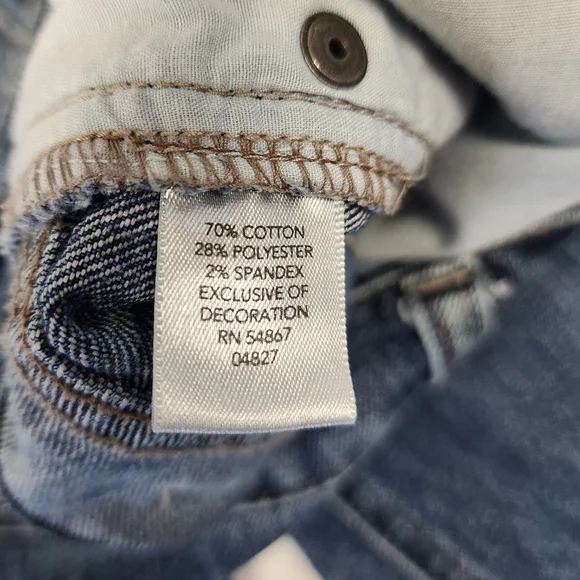 70% COTTON
28% POLYESTER
2% SPANDEX
EXCLUSIVE OF
DECORATION
RN 54867
04827